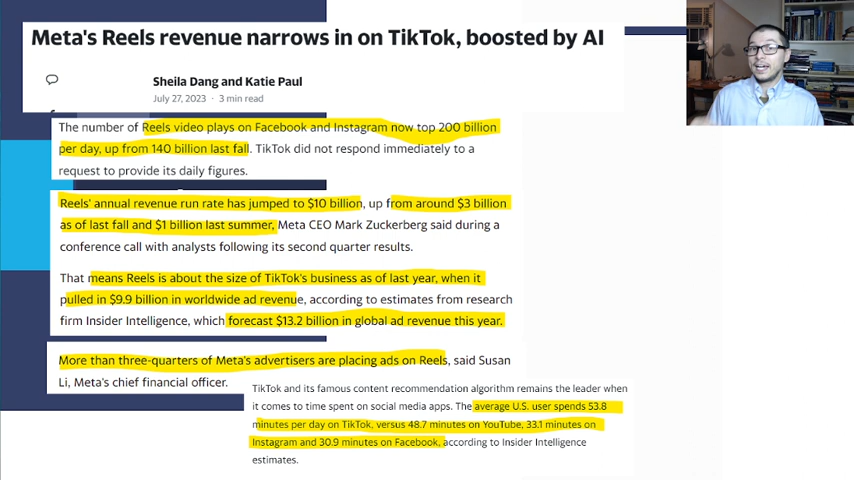 Meta's Reels revenue narrows in on TikTok, boosted by AI
Sheila Dang and Katie Paul
July 27, 2023 · 3 min read
The number of Reels video plays on Facebook and Instagram now top 200 billion
per day, up from 140 billion last fall. TikTok did not respond immediately to a
request to provide its daily figures.
Reels' annual revenue run rate has jumped to $10 billion, up from around $3 billion
as of last fall and $1 billion last summer, Meta CEO Mark Zuckerberg said during a
conference call with analysts following its second quarter results.
That means Reels is about the size of TikTok's business as of last year, when it
pulled in $9.9 billion in worldwide ad revenue, according to estimates from research
firm Insider Intelligence, which forecast $13.2 billion in global ad revenue this year.
More than three-quarters of Meta's advertisers are placing ads on Reels, said Susan
Li, Meta's chief financial officer.
TikTok and its famous content recommendation algorithm remains the leader when
it comes to time spent on social media apps. The average U.S. user spends 53.8
minutes per day on TikTok, versus 48.7 minutes on YouTube, 33.1 minutes on
Instagram and 30.9 minutes on Facebook, according to Insider Intelligence
estimates.